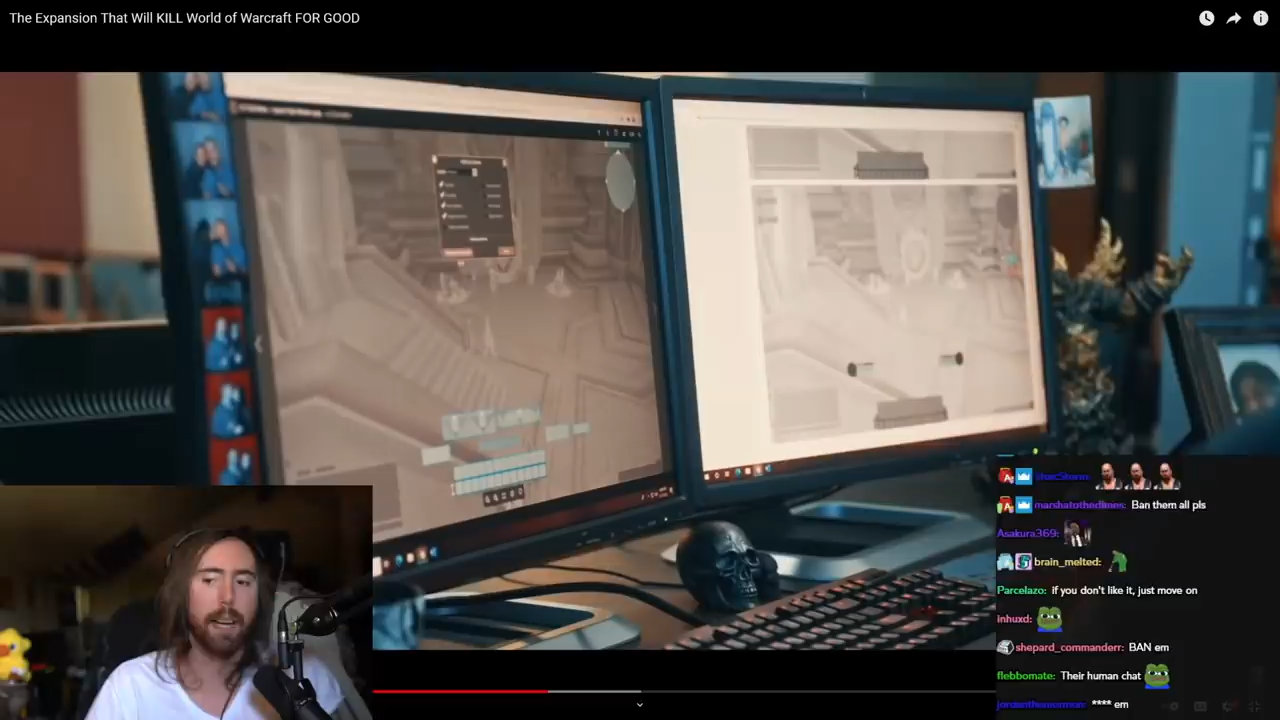 The Expansion That Will KILL World of Warcraft FOR GOOD
marshatothedimes: Ban them all pls
Asakura369:
brain_melted:
Parcelazo: if you don't like it, just move on
inhuxd:
shepard_commanderr: BAN em
flebbomate: Their human chat
**** em